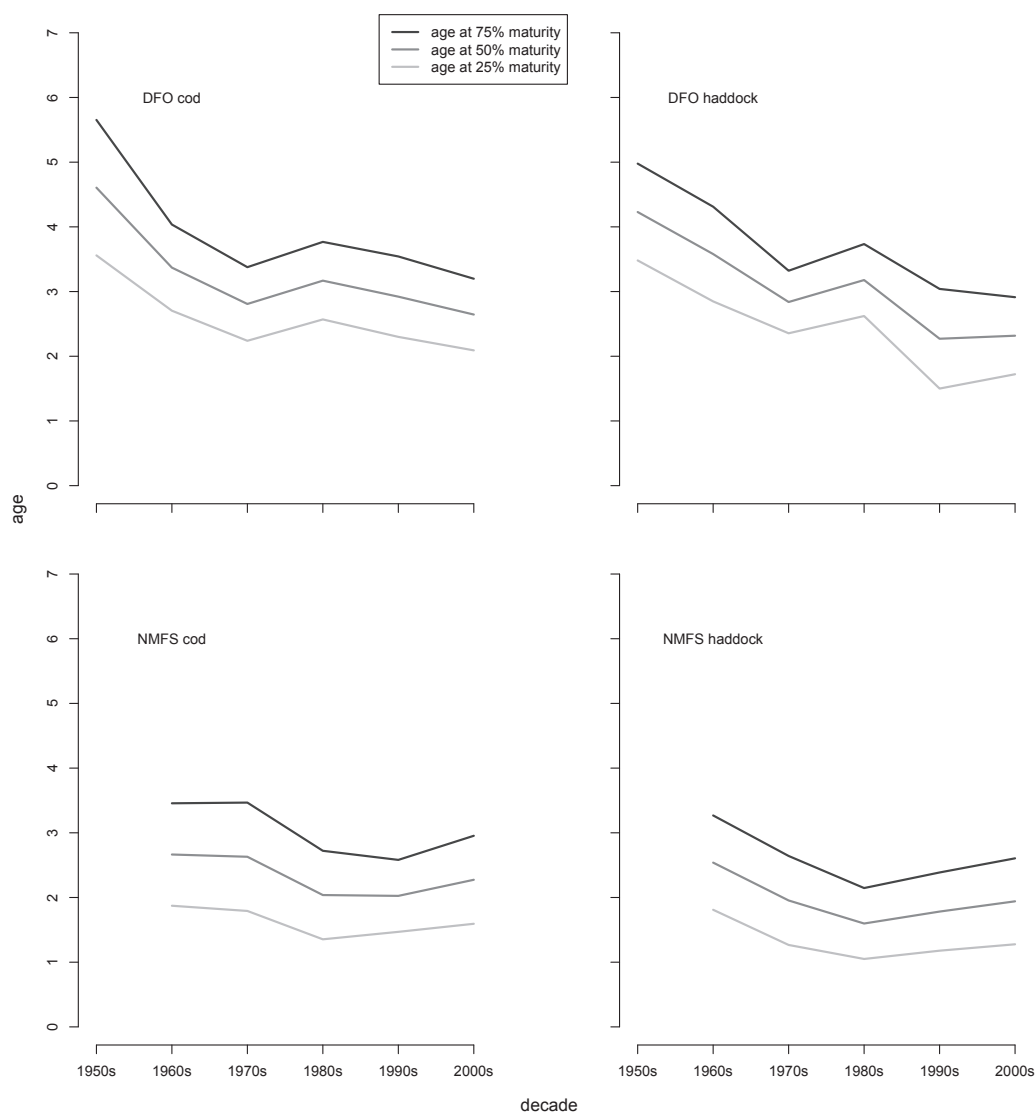 age at 75% maturity
age at 50% maturity
age at 25% maturity
DFO cod
DFO haddock
7
6
5
4
3
2
1
0
age
NMFS cod
NMFS haddock
7
6
5
4
3
2
1
0
1950s 1960s 1970s 1980s 1990s 2000s
1950s 1960s 1970s 1980s 1990s 2000s
decade